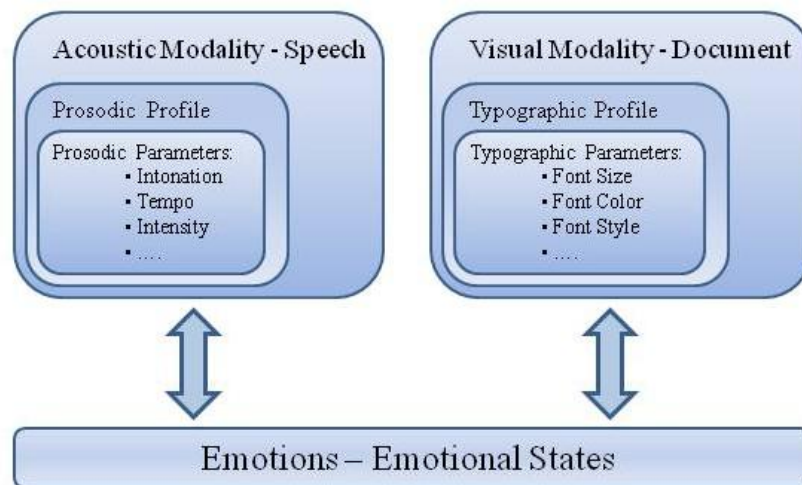 Acoustic Modality - Speech
Prosodic Profile
Prosodic Parameters:
▪ Intonation
▪ Tempo
▪ Intensity
▪ ….
Visual Modality - Document
Typographic Profile
Typographic Parameters:
▪ Font Size
▪ Font Color
▪ Font Style
▪ ….
Emotions – Emotional States